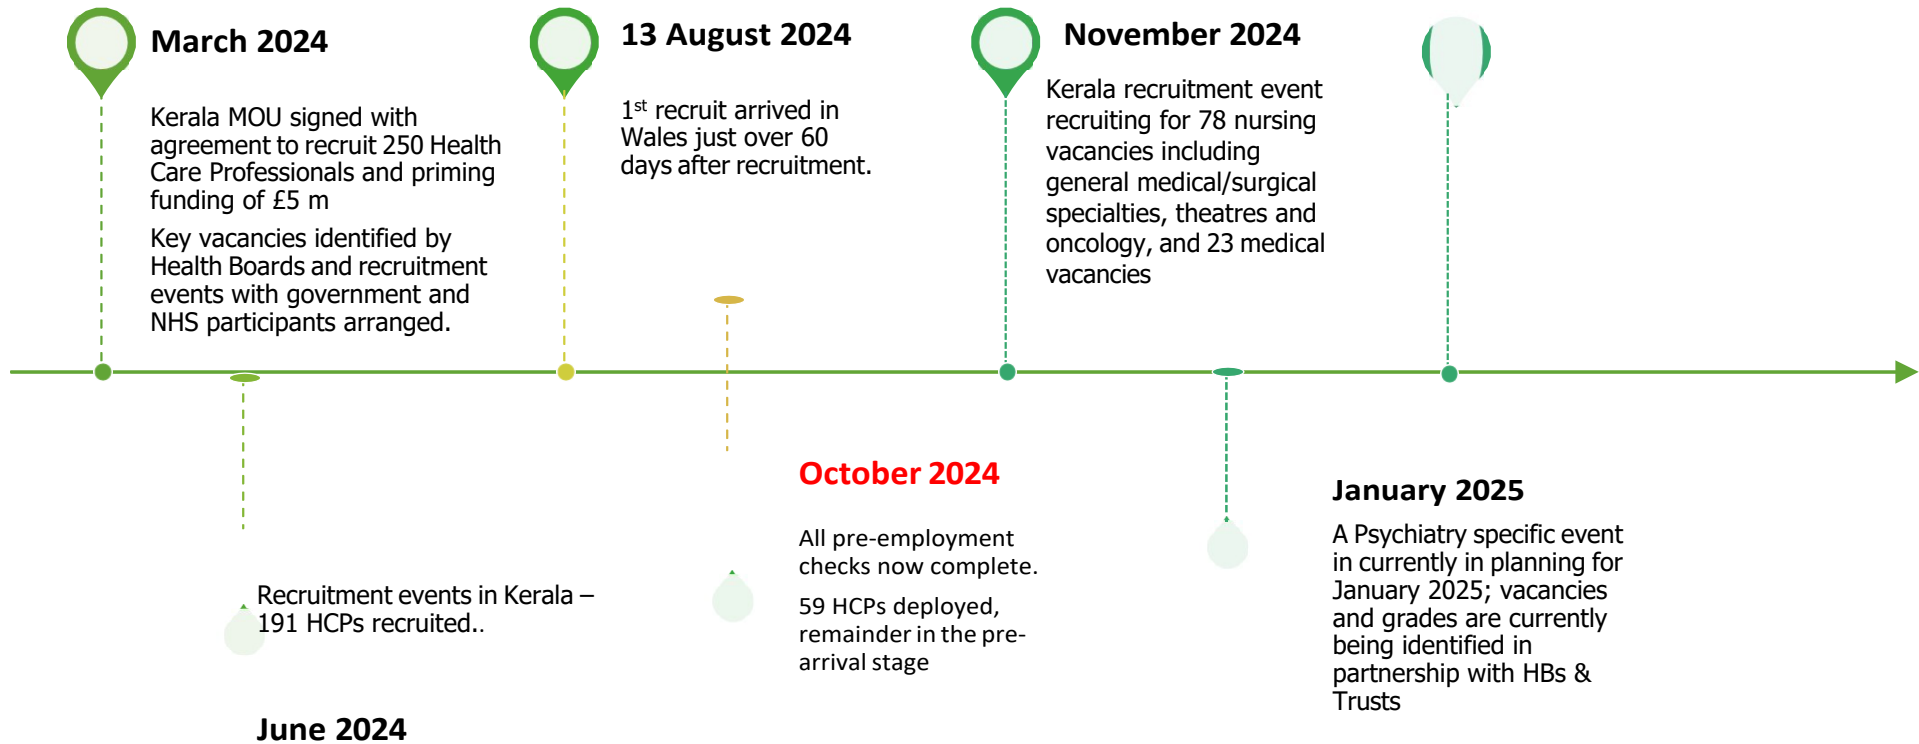 March 2024
Kerala MOU signed with
agreement to recruit 250 Health
Care Professionals and priming
funding of £5 m
Key vacancies identified by
Health Boards and recruitment
events with government and
NHS participants arranged.
13 August 2024
1st recruit arrived in
Wales just over 60
days after recruitment.
November 2024
Kerala recruitment event
recruiting for 78 nursing
vacancies including
general medical/surgical
specialties, theatres and
oncology, and 23 medical
vacancies
Recruitment events in Kerala –
191 HCPs recruited..
June 2024
October 2024
All pre-employment
checks now complete.
59 HCPs deployed,
remainder in the pre-
arrival stage
January 2025
A Psychiatry specific event
in currently in planning for
January 2025; vacancies
and grades are currently
being identified in
partnership with HBs &
Trusts